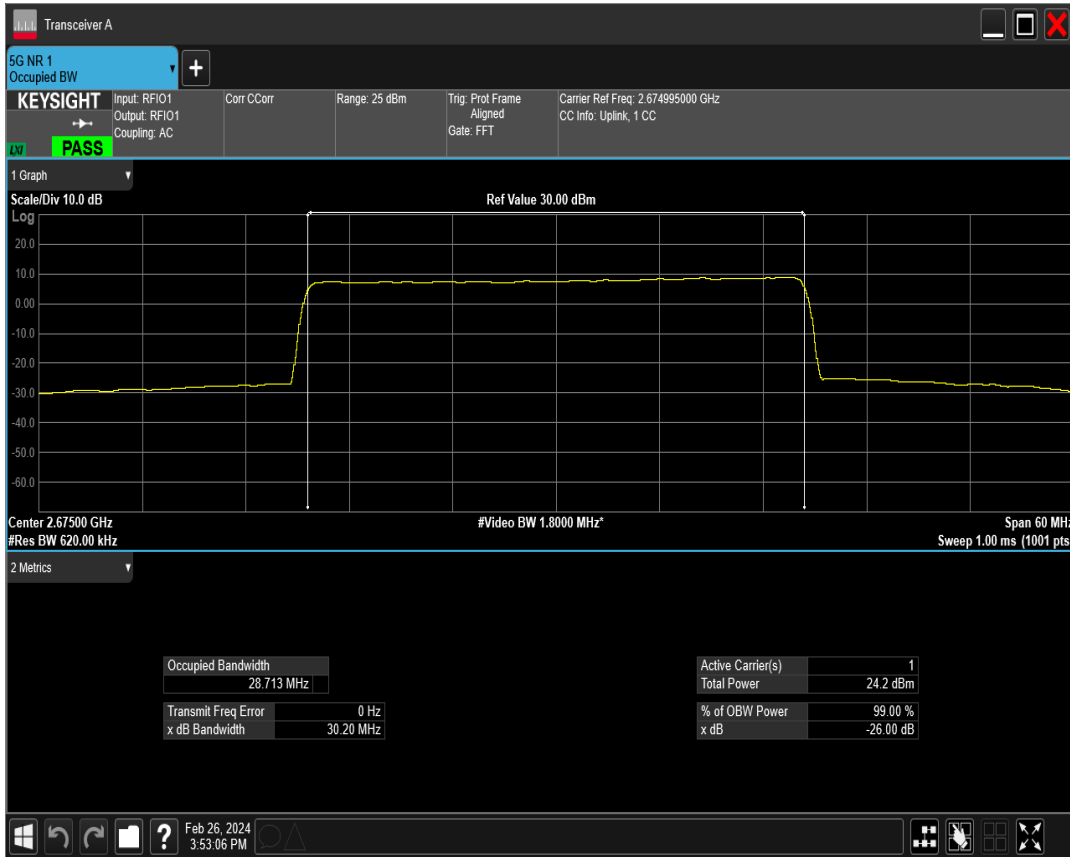 Transceiver A
5G NR 1
Occupied BW
+
KEYSIGHT
LXI
PASS
Input: RFIO1
Output: RFIO1
Coupling: AC
Corr CCorr
Range: 25 dBm
Trig: Prot Frame
Aligned
Gate: FFT
Carrier Ref Freq: 2.674995000 GHz
CC Info: Uplink, 1 CC
1 Graph
Scale/Div 10.0 dB
Ref Value 30.00 dBm
Log
20.0
10.0
0.00
-10.0
-20.0
-30.0
-40.0
-50.0
-60.0
Center 2.67500 GHz
#Video BW 1.8000 MHz*
Span 60 MHz
#Res BW 620.00 kHz
Sweep 1.00 ms (1001 pts
2 Metrics
Occupied Bandwidth
28.713 MHz
Transmit Freq Error 0 Hz
x dB Bandwidth 30.20 MHz
Active Carrier(s) 1
Total Power 24.2 dBm
% of OBW Power 99.00 %
x dB -26.00 dB
?
Feb 26, 2024
3:53:06 PM